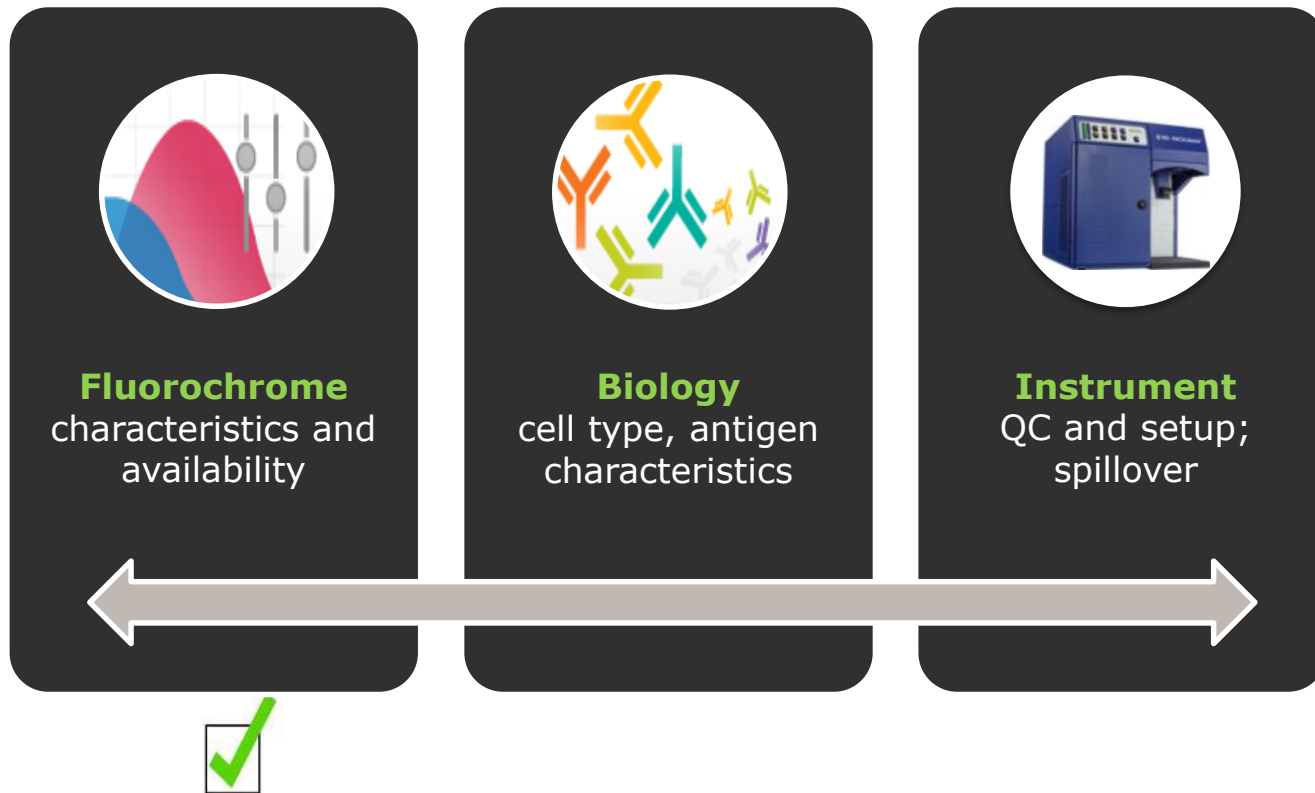 Fluorochrome
characteristics and
availability
Biology
cell type, antigen
characteristics
Instrument
QC and setup;
spillover